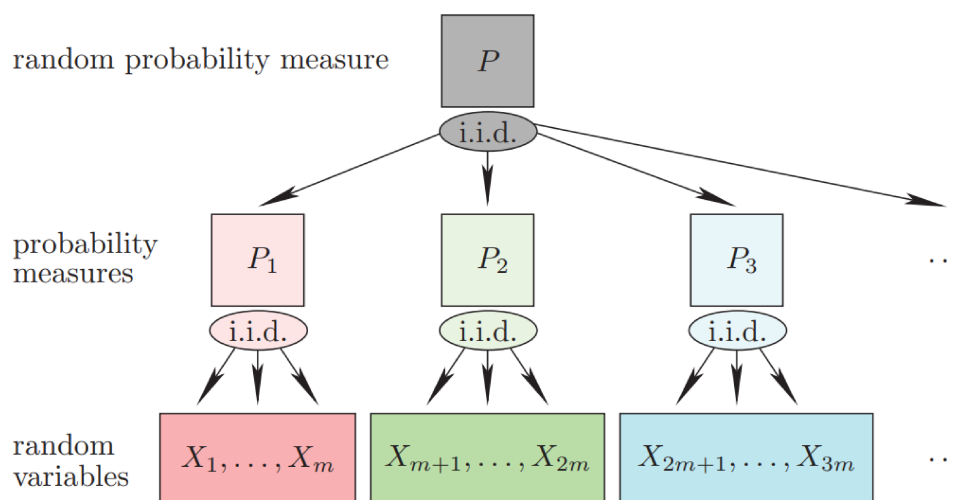 random probability measure
P
i.i.d.
probability
measures
P₁
P₂
P₃
..
i.i.d.
i.i.d.
i.i.d.
random
variables
X₁, …, Xₘ
Xₘ₊₁, …, X₂ₘ
X₂ₘ₊₁, …, X₃ₘ
..